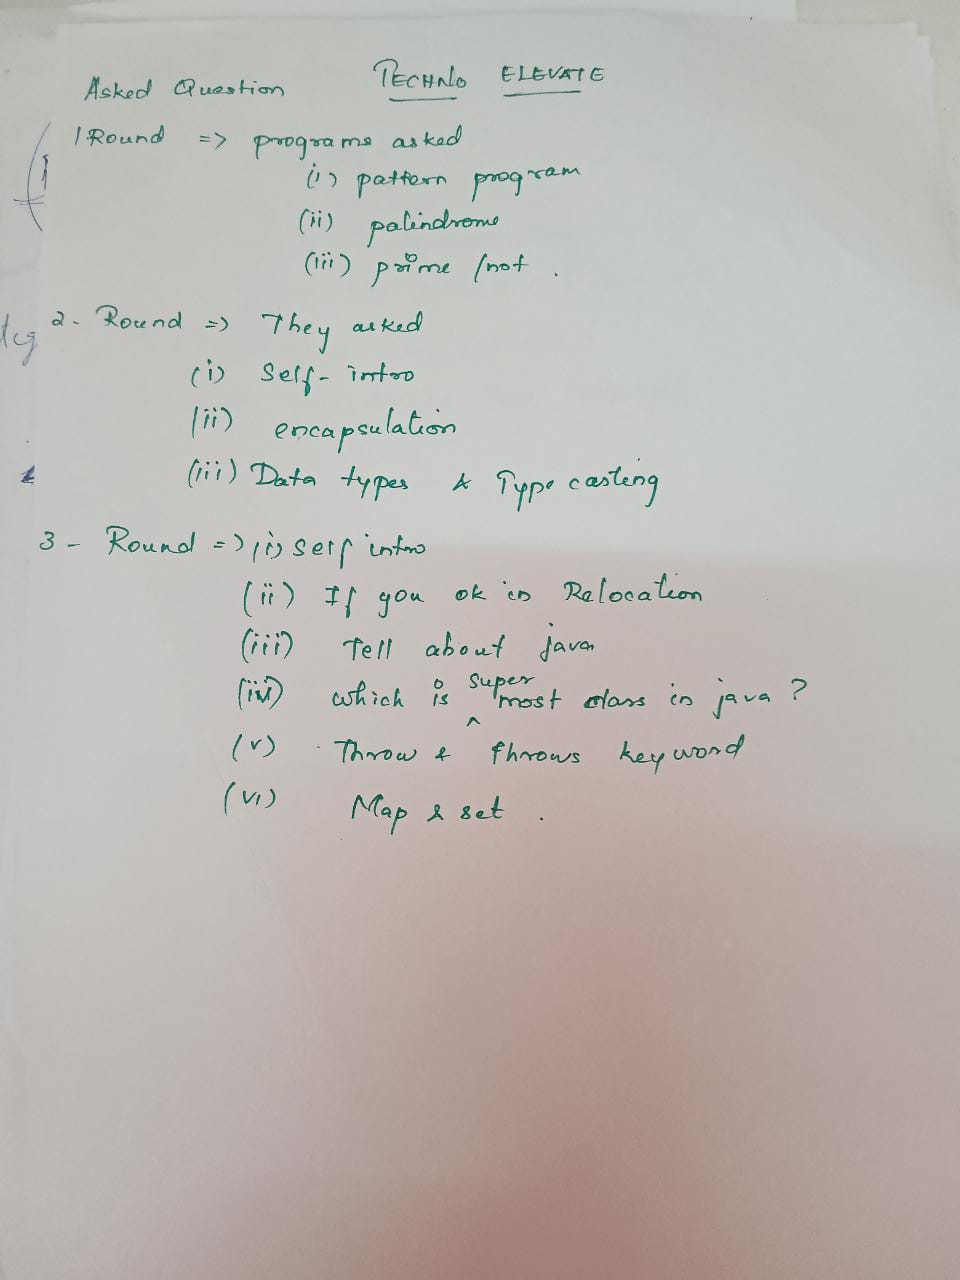 Asked Question TECHNO ELEVATE
1 Round => programs asked
(i) pattern program
(ii) palindrome
(iii) prime /not .
2- Round => They asked
(i) Self- intro
(ii) encapsulation
(iii) Data types & Type casting
3 - Round => (i) self intro
(ii) If you ok in Relocation
(iii) Tell about java
(iv) which is super most class in java ?
(v) Throw & throws keyword
(vi) Map & set .